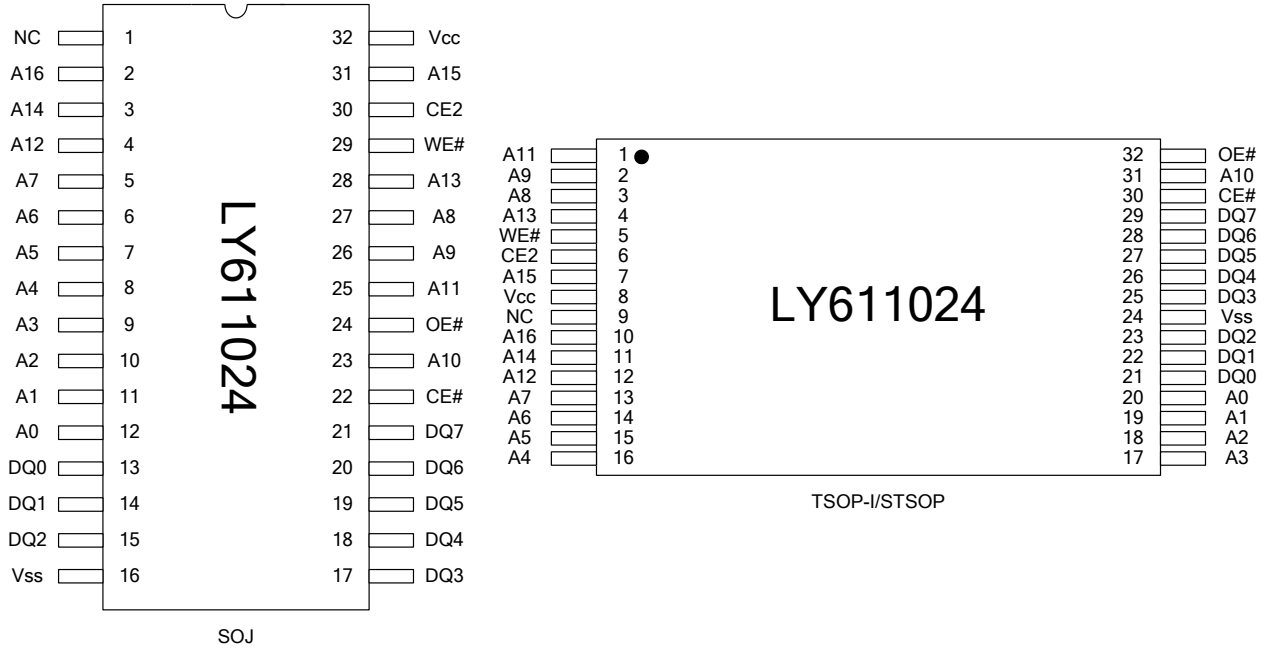 NC 1 32 Vcc
A16 2 31 A15
A14 3 30 CE2
A12 4 29 WE#
A7 5 28 A13
A6 6 27 A8
A5 7 26 A9
A4 8 25 A11
A3 9 24 OE#
A2 10 23 A10
A1 11 22 CE#
A0 12 21 DQ7
DQ0 13 20 DQ6
DQ1 14 19 DQ5
DQ2 15 18 DQ4
Vss 16 17 DQ3
LY611024
SOJ
A11 1 32 OE#
A9 2 31 A10
A8 3 30 CE#
A13 4 29 DQ7
WE# 5 28 DQ6
CE2 6 27 DQ5
A15 7 26 DQ4
Vcc 8 25 DQ3
NC 9 24 Vss
A16 10 23 DQ2
A14 11 22 DQ1
A12 12 21 DQ0
A7 13 20 A0
A6 14 19 A1
A5 15 18 A2
A4 16 17 A3
LY611024
TSOP-I/STSOP